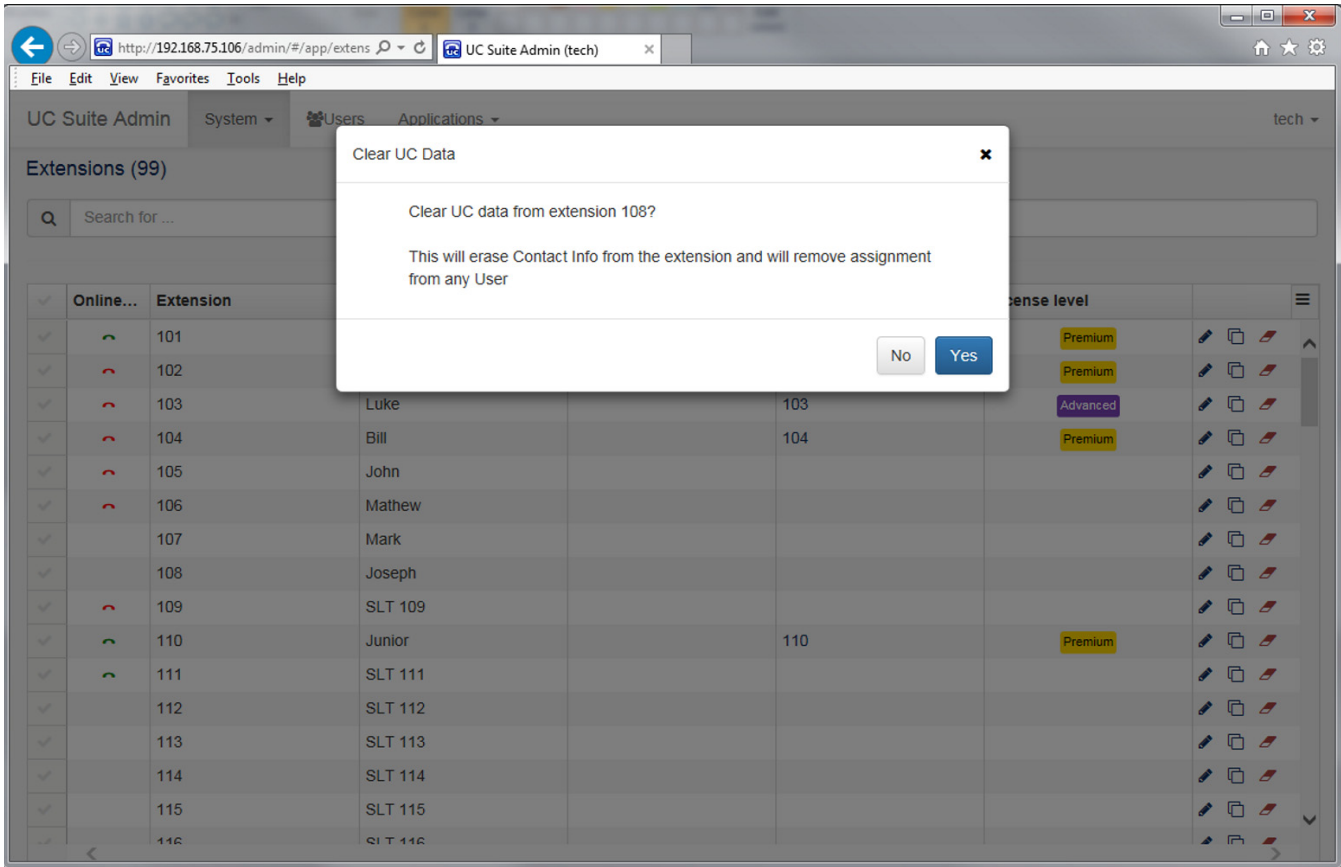 http://192.168.75.106/admin/#/app/extens
UC Suite Admin (tech)
File Edit View Favorites Tools Help
UC Suite Admin System Users Applications tech
Extensions (99)
Search for ...
Clear UC Data
Clear UC data from extension 108?
This will erase Contact Info from the extension and will remove assignment
from any User
No Yes
Online... Extension cense level
101 Premium
102 Premium
103 Luke 103 Advanced
104 Bill 104 Premium
105 John
106 Mathew
107 Mark
108 Joseph
109 SLT 109
110 Junior 110 Premium
111 SLT 111
112 SLT 112
113 SLT 113
114 SLT 114
115 SLT 115
116 SLT 116